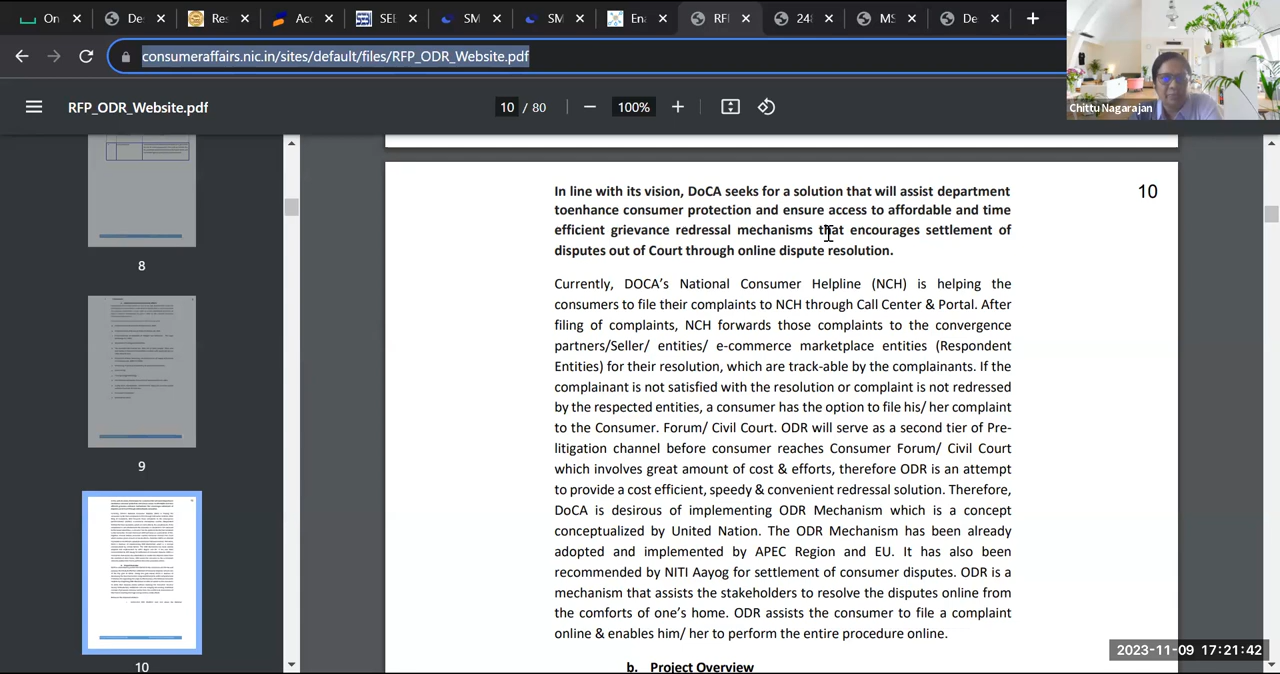 On
De
Res
Acc
SEL
SM
SM
Ena
RFI
24
MS
De
consumeraffairs.nic.in/sites/default/files/RFP_ODR_Website.pdf
RFP_ODR_Website.pdf
10 / 80
100%
Chittu Nagarajan
8
9
10
10
In line with its vision, DoCA seeks for a solution that will assist department
toenhance consumer protection and ensure access to affordable and time
efficient grievance redressal mechanisms that encourages settlement of
disputes out of Court through online dispute resolution.
Currently, DOCA's National Consumer Helpline (NCH) is helping the
consumers to file their complaints to NCH through Call Center & Portal. After
filing of complaints, NCH forwards those complaints to the convergence
partners/Seller/ entities/ e-commerce marketplace entities (Respondent
Entities) for their resolution, which are track-able by the complainants. If the
complainant is not satisfied with the resolution or complaint is not redressed
by the respected entities, a consumer has the option to file his/ her complaint
to the Consumer. Forum/ Civil Court. ODR will serve as a second tier of Pre-
litigation channel before consumer reaches Consumer Forum/ Civil Court
which involves great amount of cost & efforts, therefore ODR is an attempt
to provide a cost efficient, speedy & convenient redressal solution. Therefore,
DoCA is desirous of implementing ODR Mechanism which is a concept
conceptualized by United Nation. The ODR mechanism has been already
adopted and implemented by APEC Region and EU. It has also been
recommended by NITI Aayog for settlement of consumer disputes. ODR is a
mechanism that assists the stakeholders to resolve the disputes online from
the comforts of one's home. ODR assists the consumer to file a complaint
online & enables him/ her to perform the entire procedure online.
b. Project Overview
2023-11-09 17:21:42